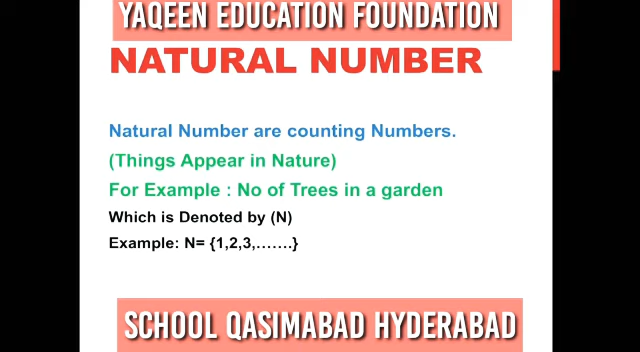 YAQEEN EDUCATION FOUNDATION
NATURAL NUMBER
Natural Number are counting Numbers.
(Things Appear in Nature)
For Example : No of Trees in a garden
Which is Denoted by (N)
Example: N= {1,2,3,…….}
SCHOOL QASIMABAD HYDERABAD